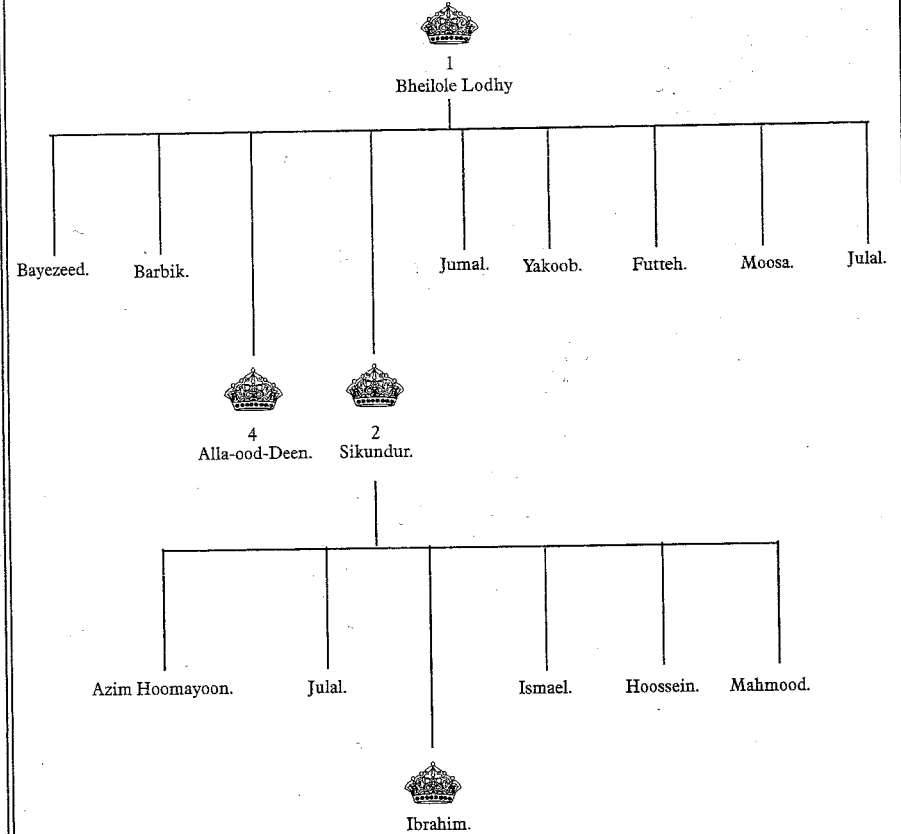 1
Bheilole Lodhy
Bayezeed. Barbik. Jumal. Yakoob. Futteh. Moosa. Julal.
4 2
Alla-ood-Deen. Sikundur.
Azim Hoomayoon. Julal. Ismael. Hoossein. Mahmood.
Ibrahim.